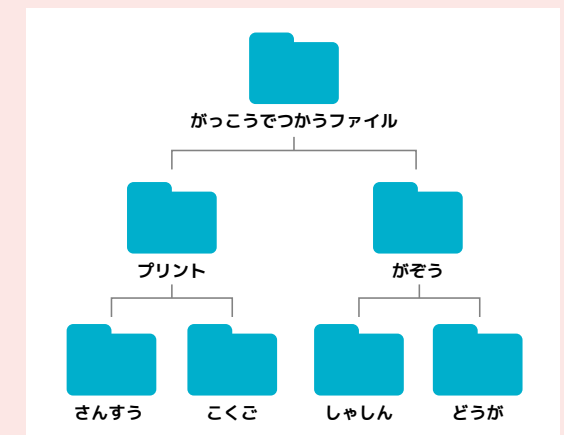 がっこうでつかうファイル
プリント
がぞう
さんすう
こくご
しゃしん
どうが